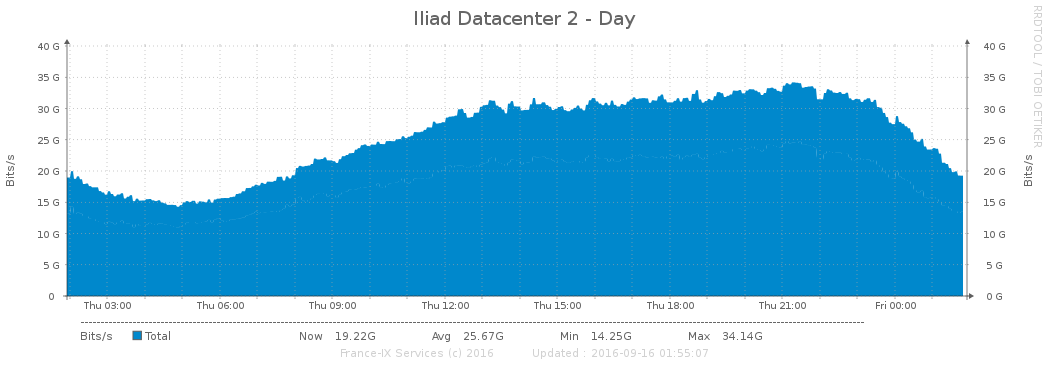 Iliad Datacenter 2 - Day
RRDTOOL / TOBI OETIKER
Bits/s
Bits/s
40 G 40 G
35 G 35 G
30 G 30 G
25 G 25 G
20 G 20 G
15 G 15 G
10 G 10 G
5 G 5 G
0 0 G
Thu 03:00 Thu 06:00 Thu 09:00 Thu 12:00 Thu 15:00 Thu 18:00 Thu 21:00 Fri 00:00
Bits/s Total Now 19.22G Avg 25.67G Min 14.25G Max 34.14G
France-IX Services (c) 2016 Updated : 2016-09-16 01:55:07